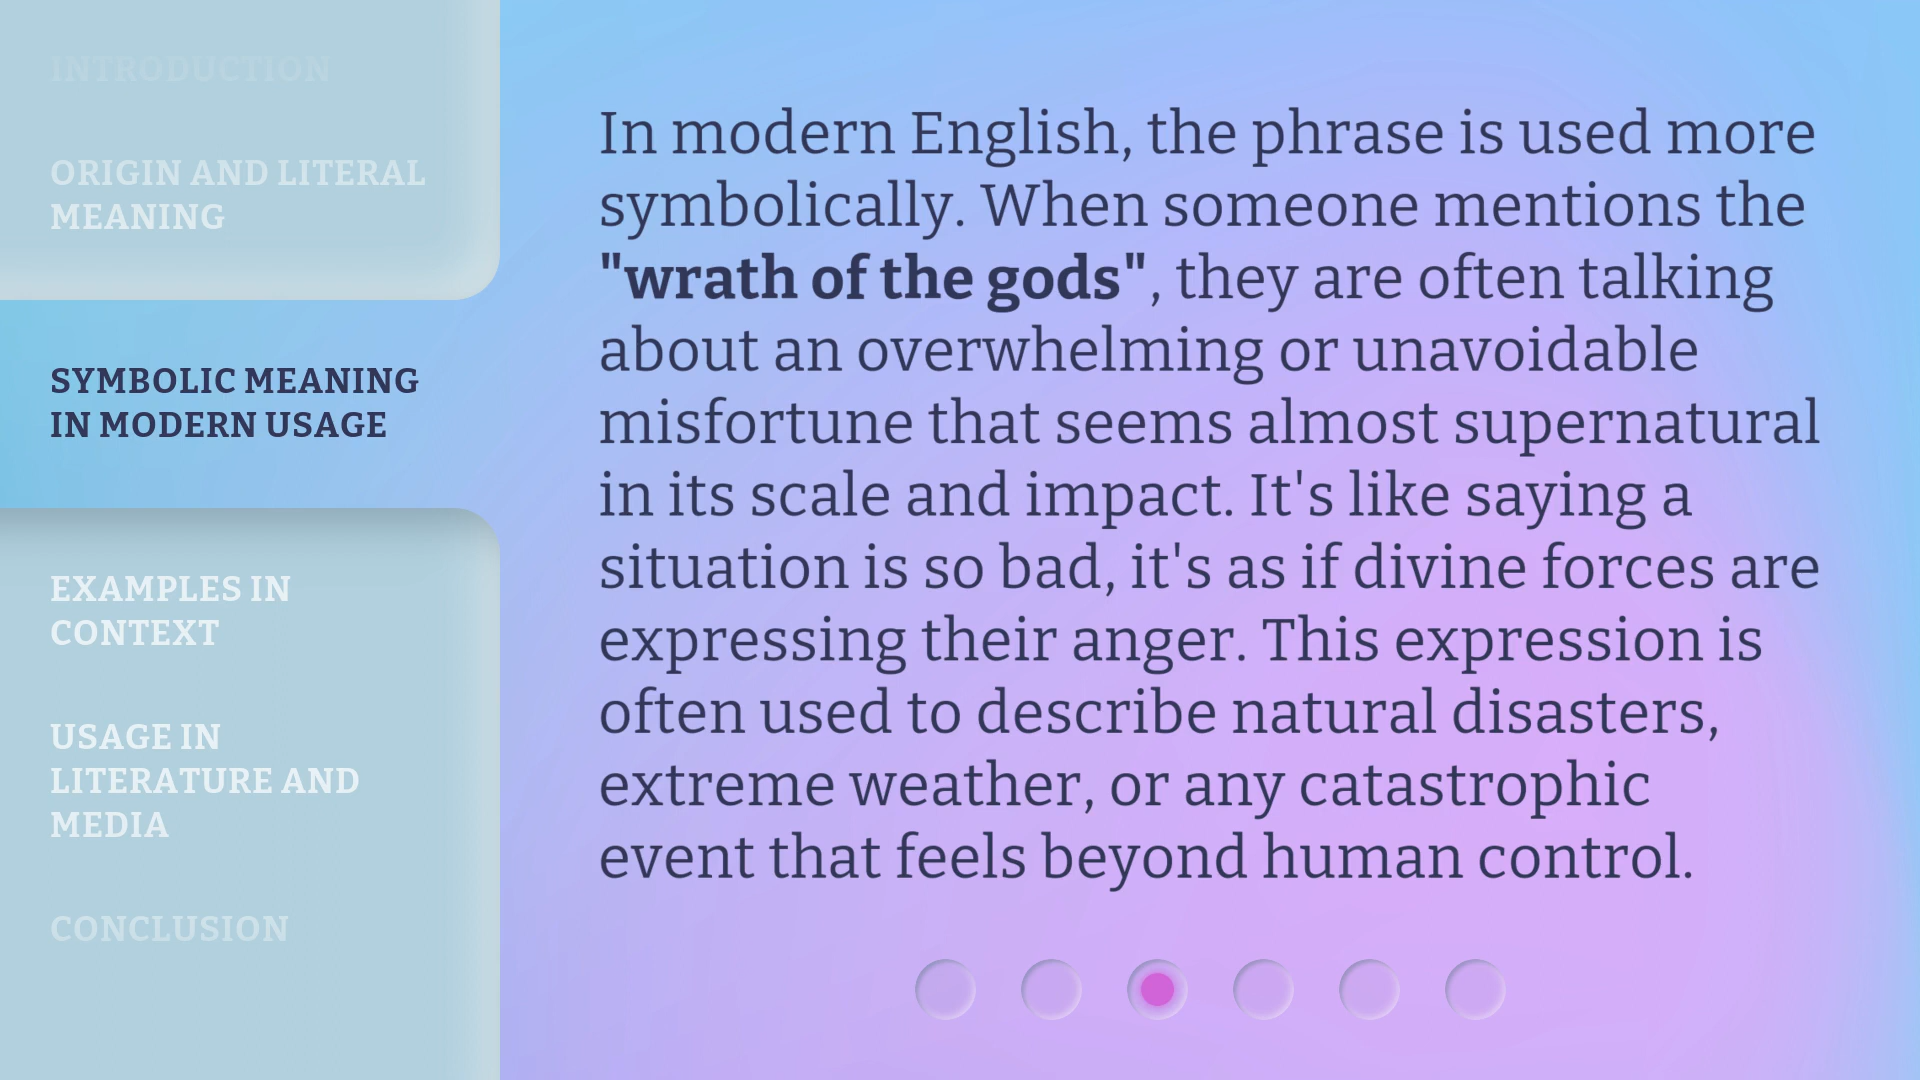 INTRODUCTION
ORIGIN AND LITERAL
MEANING
SYMBOLIC MEANING
IN MODERN USAGE
EXAMPLES IN
CONTEXT
USAGE IN
LITERATURE AND
MEDIA
CONCLUSION
In modern English, the phrase is used more
symbolically. When someone mentions the
"wrath of the gods", they are often talking
about an overwhelming or unavoidable
misfortune that seems almost supernatural
in its scale and impact. It's like saying a
situation is so bad, it's as if divine forces are
expressing their anger. This expression is
often used to describe natural disasters,
extreme weather, or any catastrophic
event that feels beyond human control.